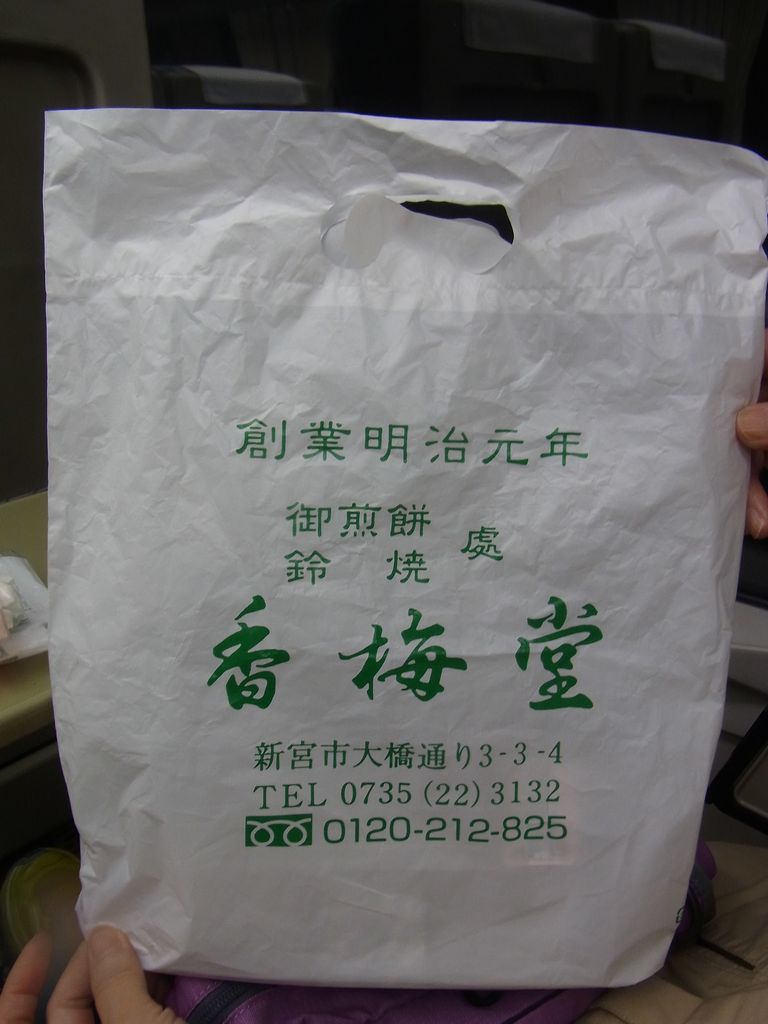 創業明治元年
御煎餅
鈴焼 處
香梅堂
新宮市大橋通り3-3-4
TEL 0735(22)3132
0120-212-825